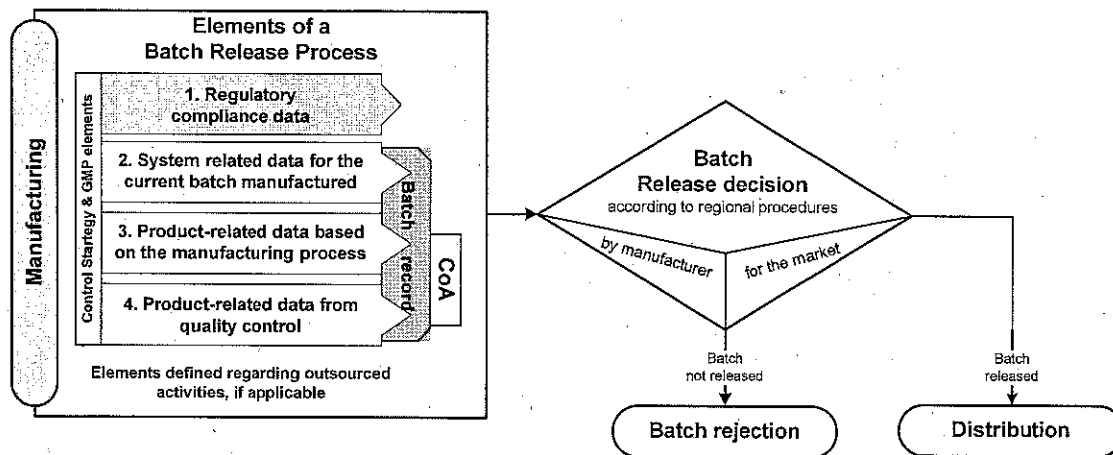 Manufacturing
Elements of a
Batch Release Process
Control Startegy & GMP elements
1. Regulatory
compliance data
2. System related data for the
current batch manufactured
3. Product-related data based
on the manufacturing process
4. Product-related data from
quality control
Batch record
CoA
Elements defined regarding outsourced
activities, if applicable
Batch
Release decision
according to regional procedures
by manufacturer
for the market
Batch
not released
Batch
released
Batch rejection
Distribution